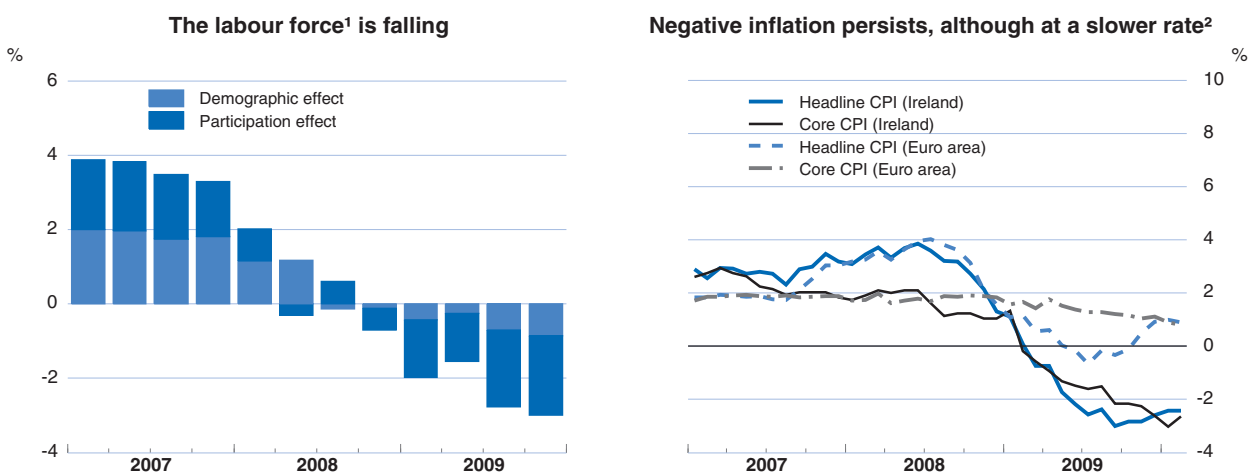 The labour force¹ is falling
%
6
4
2
0
-2
-4
Demographic effect
Participation effect
2007
2008
2009
Negative inflation persists, although at a slower rate²
%
10
8
6
4
2
0
-2
-4
Headline CPI (Ireland)
Core CPI (Ireland)
Headline CPI (Euro area)
Core CPI (Euro area)
2007
2008
2009